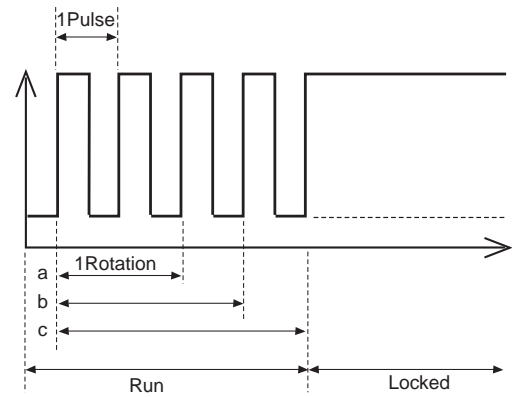 1Pulse
a 1Rotation
b
c
Run Locked